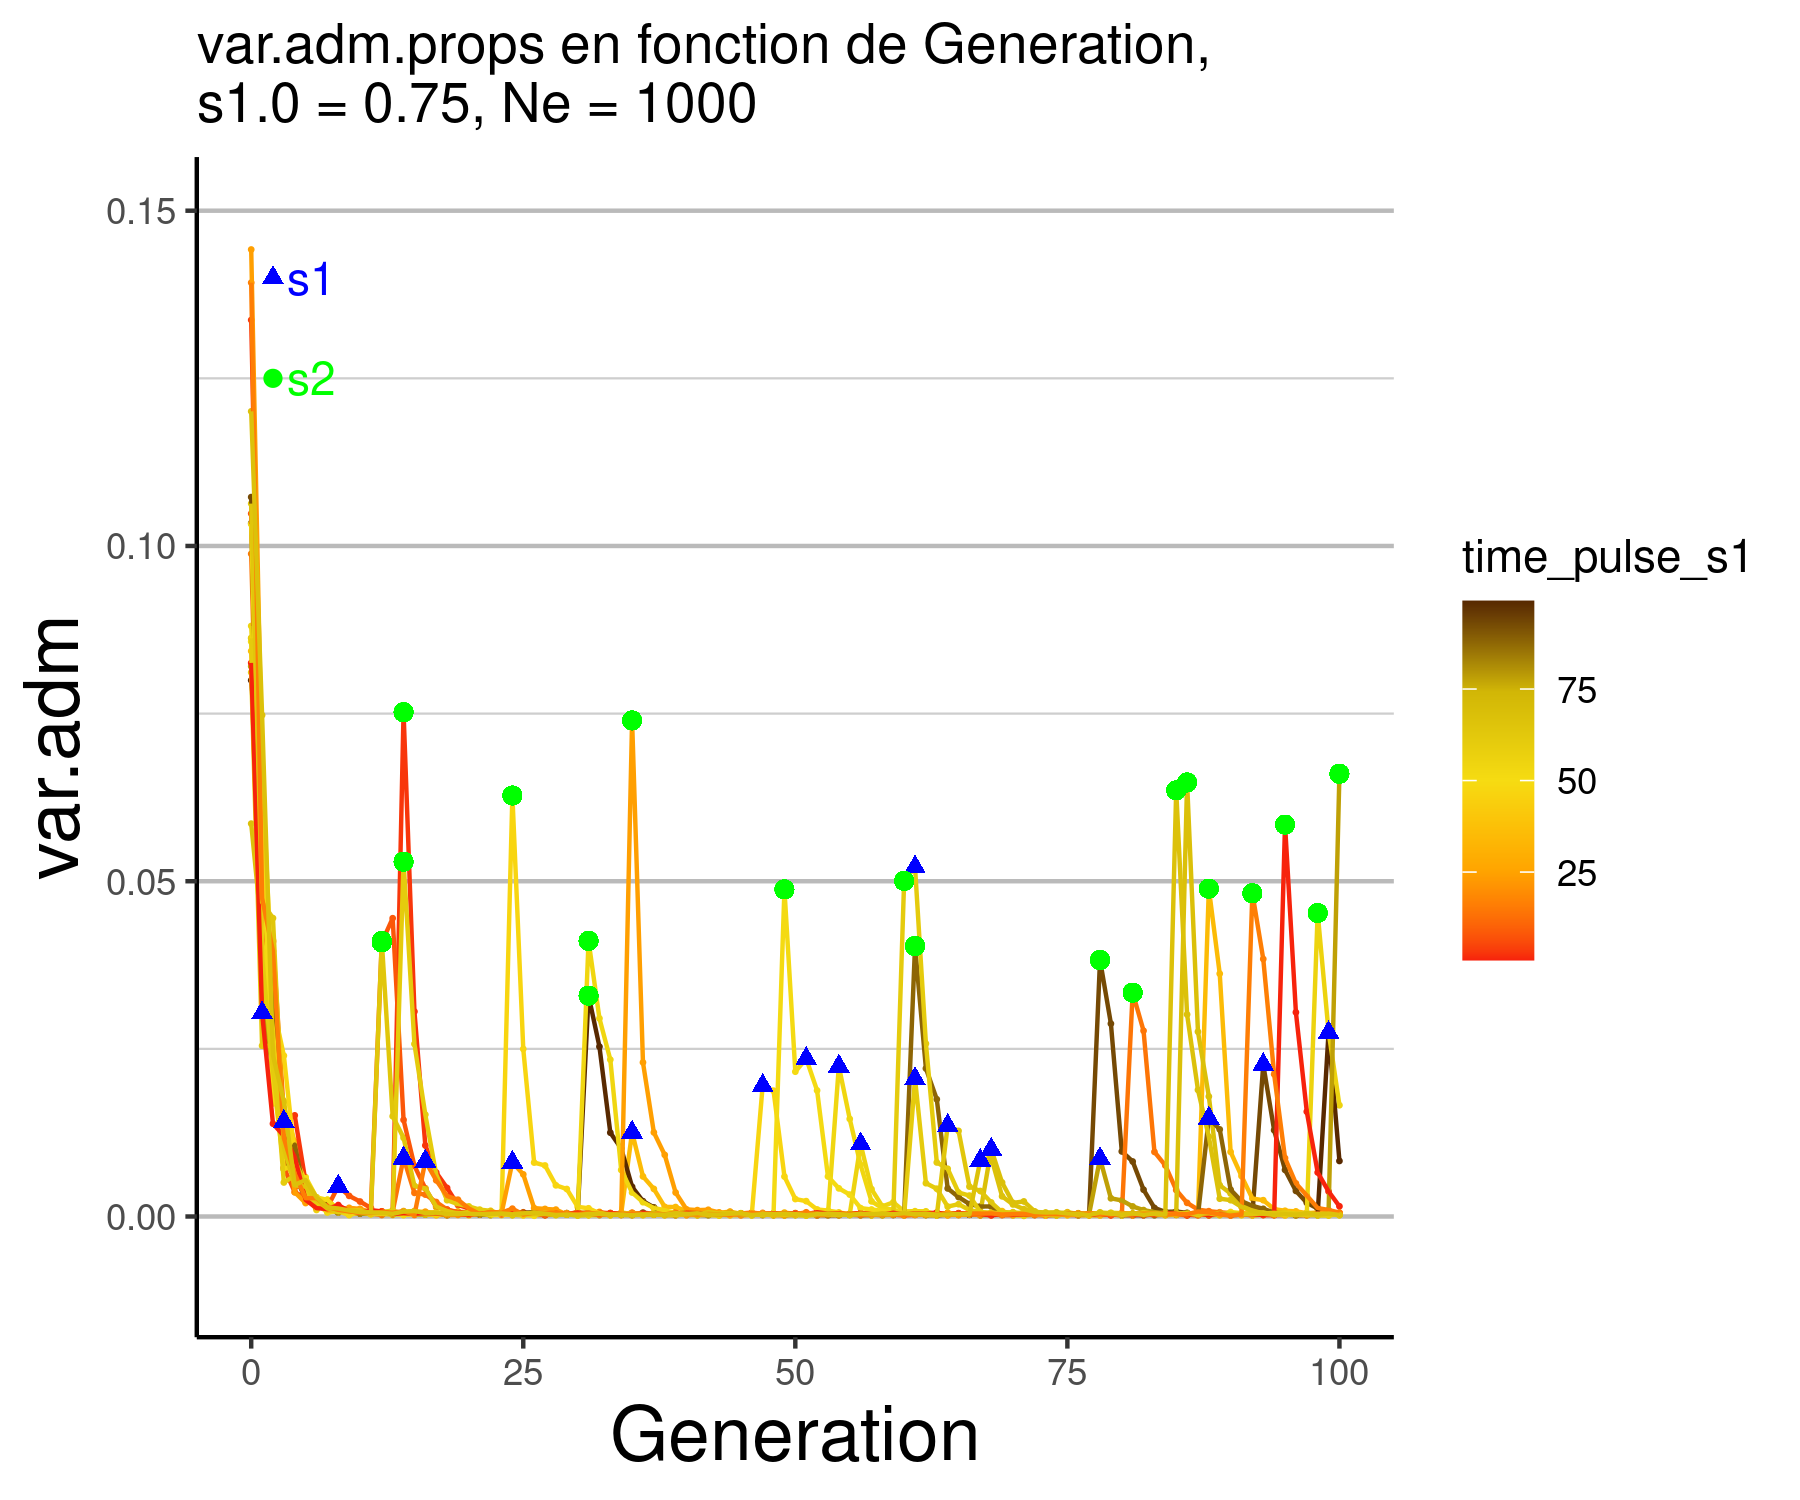 var.adm.props en fonction de Generation,
s1.0 = 0.75, Ne = 1000
0.15
s1
s2
0.10
0.05
0.00
var.adm
0
25
50
75
100
Generation
time_pulse_s1
75
50
25